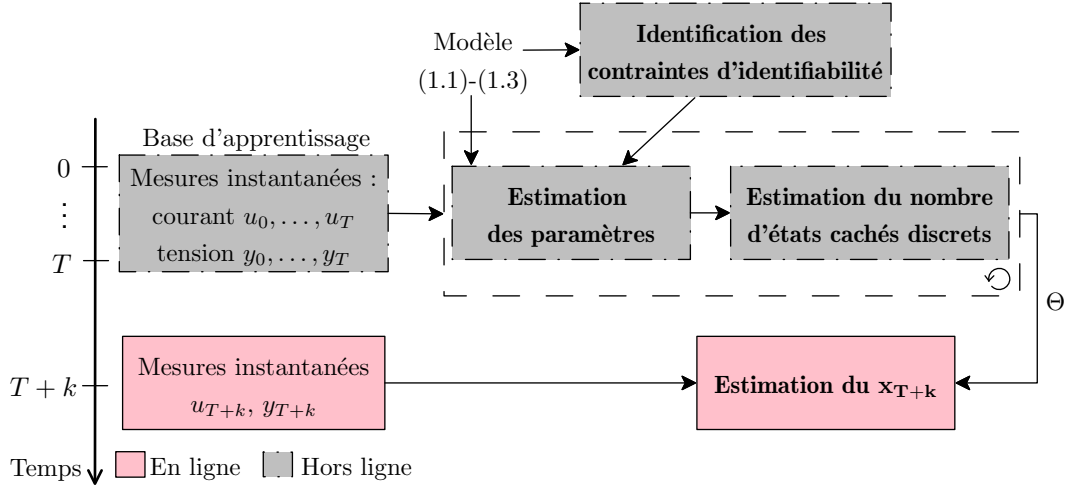 Modèle
(1.1)-(1.3)
Identification des
contraintes d'identifiabilité
Base d'apprentissage
0
⋮
T
Mesures instantanées :
courant u_0, . . . , u_T
tension y_0, . . . , y_T
Estimation
des paramètres
Estimation du nombre
d'états cachés discrets
Θ
T + k
Mesures instantanées
u_{T+k}, y_{T+k}
Estimation du x_{T+k}
Temps
En ligne
Hors ligne